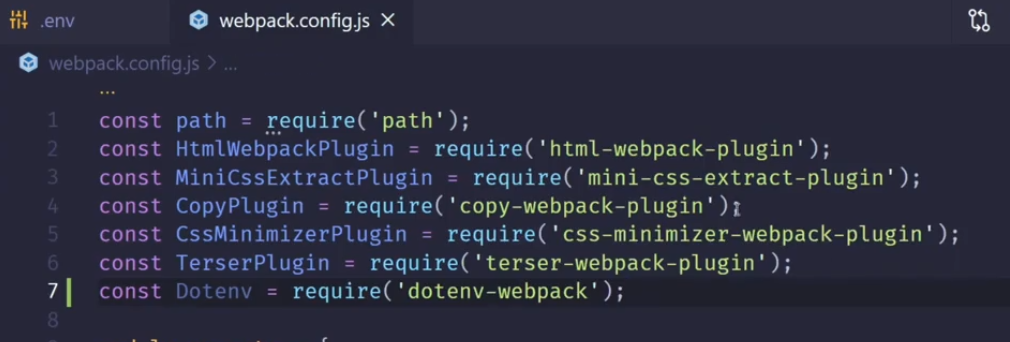 .env webpack.config.js ×
webpack.config.js > ...
...
1 const path = require('path');
2 const HtmlWebpackPlugin = require('html-webpack-plugin');
3 const MiniCssExtractPlugin = require('mini-css-extract-plugin');
4 const CopyPlugin = require('copy-webpack-plugin');
5 const CssMinimizerPlugin = require('css-minimizer-webpack-plugin');
6 const TerserPlugin = require('terser-webpack-plugin');
7 const Dotenv = require('dotenv-webpack');
8